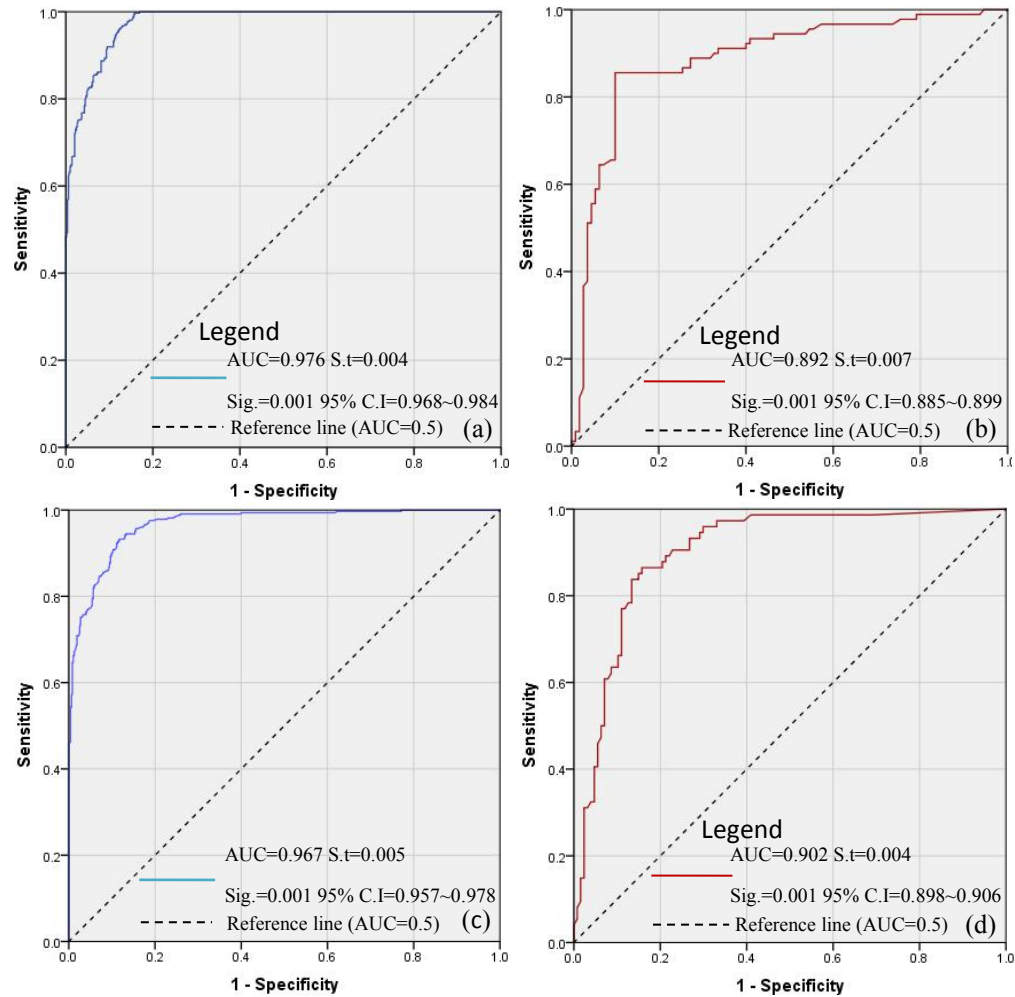 1.0
0.8
0.6
0.4
0.2
0.0
Sensitivity
Legend
AUC=0.976 S.t=0.004
Sig.=0.001 95% C.I=0.968~0.984
Reference line (AUC=0.5)
(a)
0.0 0.2 0.4 0.6 0.8 1.0
1 - Specificity
1.0
0.8
0.6
0.4
0.2
0.0
Sensitivity
Legend
AUC=0.892 S.t=0.007
Sig.=0.001 95% C.I=0.885~0.899
Reference line (AUC=0.5)
(b)
0.0 0.2 0.4 0.6 0.8 1.0
1 - Specificity
1.0
0.8
0.6
0.4
0.2
0.0
Sensitivity
AUC=0.967 S.t=0.005
Sig.=0.001 95% C.I=0.957~0.978
Reference line (AUC=0.5)
(c)
0.0 0.2 0.4 0.6 0.8 1.0
1 - Specificity
1.0
0.8
0.6
0.4
0.2
0.0
Sensitivity
Legend
AUC=0.902 S.t=0.004
Sig.=0.001 95% C.I=0.898~0.906
Reference line (AUC=0.5)
(d)
0.0 0.2 0.4 0.6 0.8 1.0
1 - Specificity